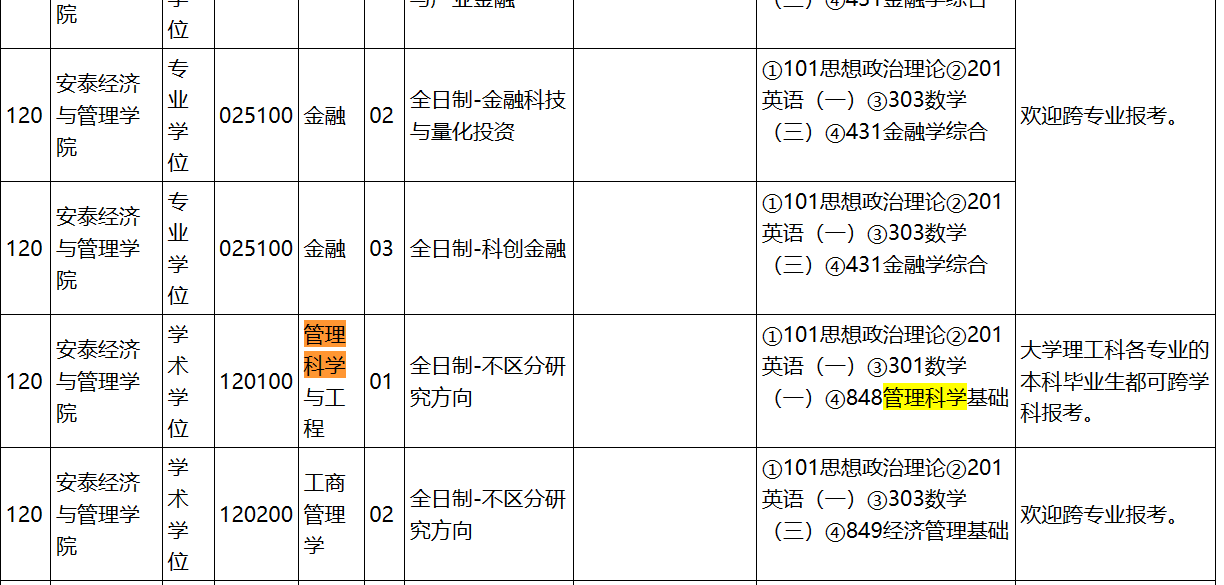 院
学
位
与产业金融
（三）④431金融学综合
120
安泰经济
与管理学
院
专
业
学
位
025100
金融
02
全日制-金融科技
与量化投资
①101思想政治理论②201
英语（一）③303数学
（三）④431金融学综合
欢迎跨专业报考。
120
安泰经济
与管理学
院
专
业
学
位
025100
金融
03
全日制-科创金融
①101思想政治理论②201
英语（一）③303数学
（三）④431金融学综合
120
安泰经济
与管理学
院
学
术
学
位
120100
管理
科学
与工
程
01
全日制-不区分研
究方向
①101思想政治理论②201
英语（一）③301数学
（一）④848管理科学基础
大学理工科各专业的
本科毕业生都可跨学
科报考。
120
安泰经济
与管理学
院
学
术
学
位
120200
工商
管理
学
02
全日制-不区分研
究方向
①101思想政治理论②201
英语（一）③303数学
（三）④849经济管理基础
欢迎跨专业报考。